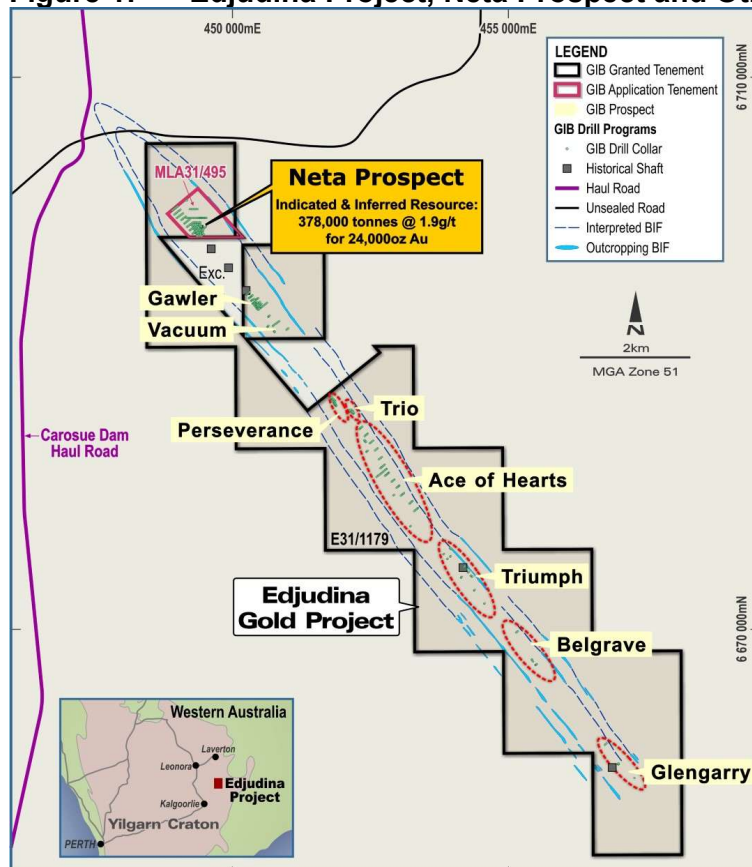 450 000mE
455 000mE
LEGEND
GIB Granted Tenement
GIB Application Tenement
GIB Prospect
GIB Drill Programs
GIB Drill Collar
Historical Shaft
Haul Road
Unsealed Road
Interpreted BIF
Outcropping BIF
6 710 000mN
MLA31/495
Neta Prospect
Indicated & Inferred Resource:
378,000 tonnes @ 1.9g/t
for 24,000oz Au
Exc.
Gawler
Vacuum
N
2km
MGA Zone 51
Trio
Perseverance
Carosue Dam
Haul Road
Ace of Hearts
E31/1179
Triumph
Edjudina
Gold Project
Belgrave
6 670 000mN
Glengarry
Western Australia
Laverton
Leonora
Edjudina
Project
Kalgoorlie
Yilgarn Craton
PERTH